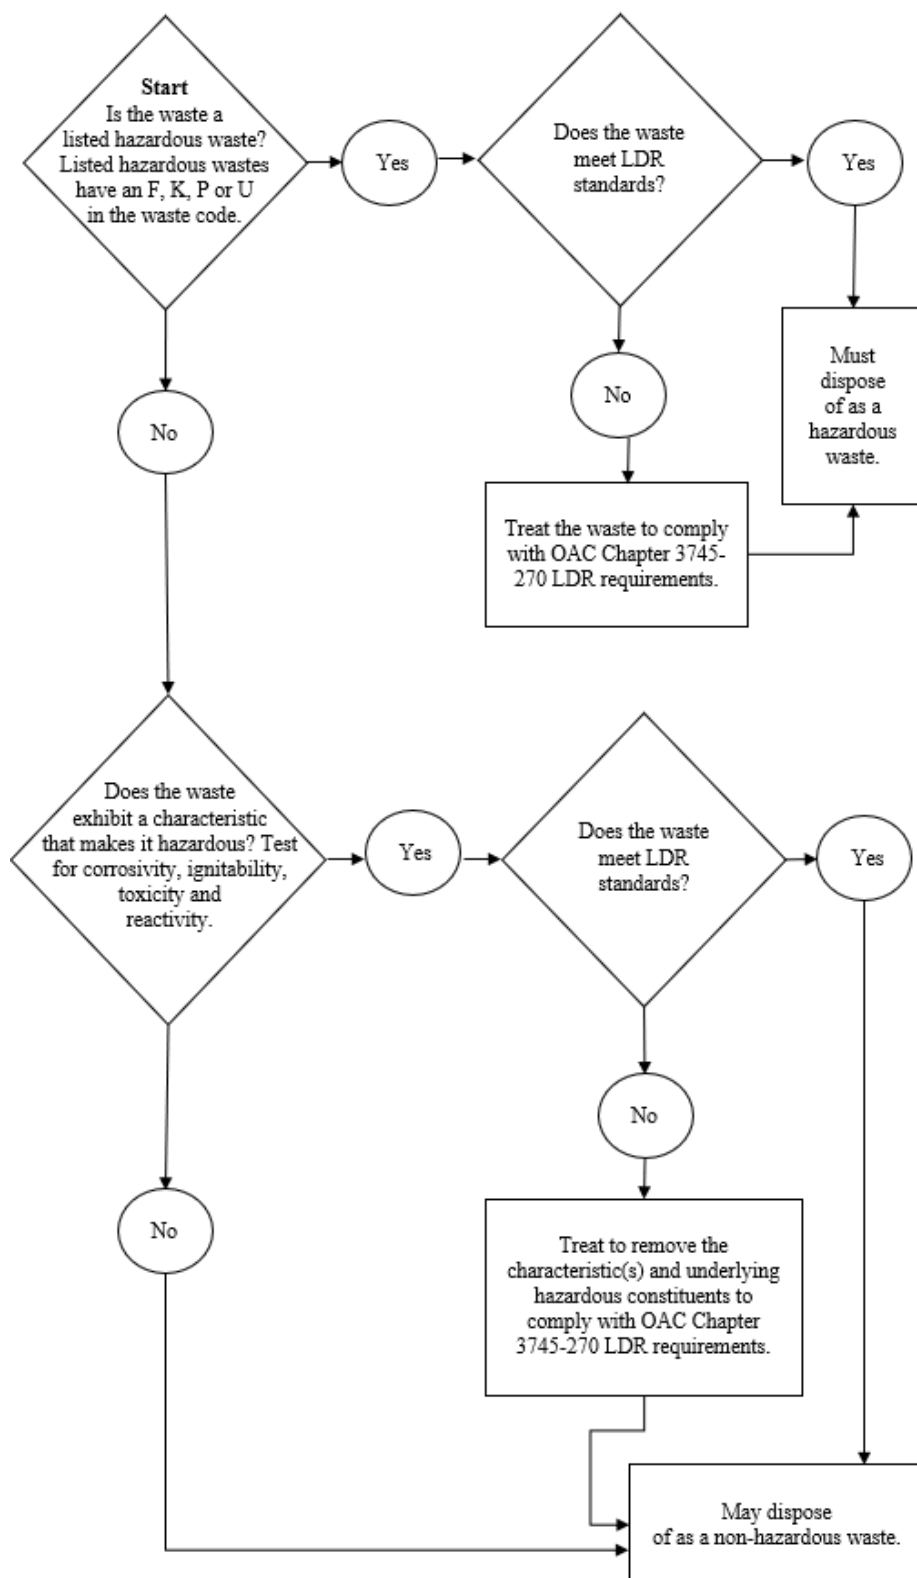 Start
Is the waste a
listed hazardous waste?
Listed hazardous wastes
have an F, K, P or U
in the waste code.
Yes
Does the waste
meet LDR
standards?
Yes
Must
dispose
of as a
hazardous
waste.
No
Treat the waste to comply
with OAC Chapter 3745-
270 LDR requirements.
No
Does the waste
exhibit a characteristic
that makes it hazardous? Test
for corrosivity, ignitability,
toxicity and
reactivity.
Yes
Does the waste
meet LDR
standards?
Yes
No
Treat to remove the
characteristic(s) and underlying
hazardous constituents to
comply with OAC Chapter
3745-270 LDR requirements.
No
May dispose
of as a non-hazardous waste.